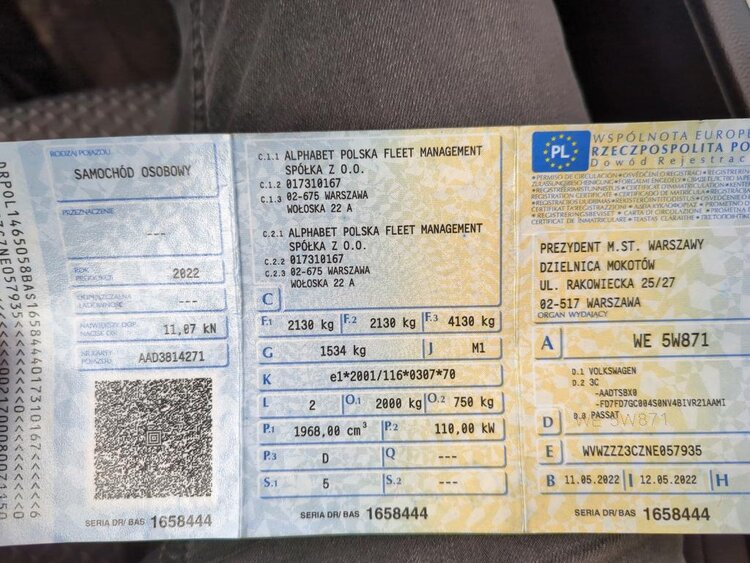 RODZAJ POJAZDU
SAMOCHÓD OSOBOWY
PRZEZNACZENIE
---
ROK PRODUKCJI
2022
DOPUSZCZALNA ŁADOWNOŚĆ
---
NAJWIĘKSZY DOP. NACISK OSI
11,07 kN
NR KARTY POJAZDU
AAD3814271
SERIA DR/ BAS 1658444
C.1.1 ALPHABET POLSKA FLEET MANAGEMENT
SPÓŁKA Z O.O.
C.1.2 017310167
C.1.3 02-675 WARSZAWA
WOŁOSKA 22 A
C.2.1 ALPHABET POLSKA FLEET MANAGEMENT
SPÓŁKA Z O.O.
C.2.2 017310167
C.2.3 02-675 WARSZAWA
WOŁOSKA 22 A
C
F.1 2130 kg F.2 2130 kg F.3 4130 kg
G 1534 kg J M1
K e1*2001/116*0307*70
L 2 O.1 2000 kg O.2 750 kg
P.1 1968,00 cm³ P.2 110,00 kW
P.3 D Q ---
S.1 5 S.2 ---
SERIA DR/ BAS 1658444
PL
WSPÓLNOTA EUROPE
RZECZPOSPOLITA PO
Dowód Rejestrac
PREZYDENT M.ST. WARSZAWY
DZIELNICA MOKOTÓW
UL. RAKOWIECKA 25/27
02-517 WARSZAWA
ORGAN WYDAJĄCY
A WE 5W871
D.1 VOLKSWAGEN
D.2 3C
-AADTSBX0
-FD7FD7GC004S0NV4BIVR21AAMI
D.3 PASSAT
WE 5W871
D
E WVWZZZ3CZNE057935
B 11.05.2022 I 12.05.2022 H
SERIA DR/ BAS 1658444